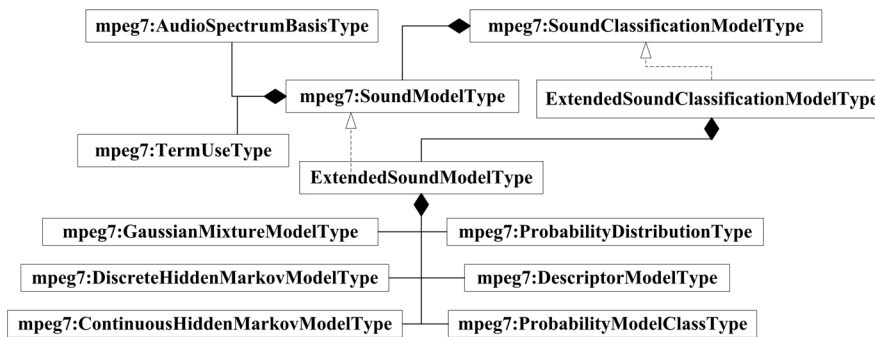 mpeg7:AudioSpectrumBasisType
mpeg7:SoundClassificationModelType
mpeg7:SoundModelType
ExtendedSoundClassificationModelType
mpeg7:TermUseType
ExtendedSoundModelType
mpeg7:GaussianMixtureModelType
mpeg7:ProbabilityDistributionType
mpeg7:DiscreteHiddenMarkovModelType
mpeg7:DescriptorModelType
mpeg7:ContinuousHiddenMarkovModelType
mpeg7:ProbabilityModelClassType